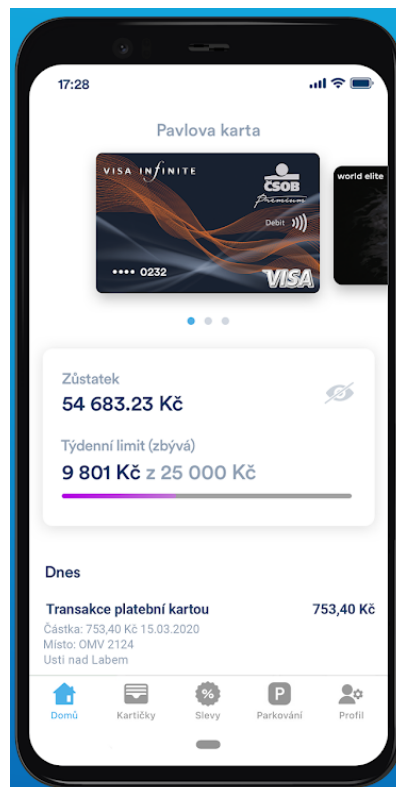 17:28
Pavlova karta
VISA INFINITE
ČSOB
Premium
Debit
•••• 0232
VISA
world elite
Zůstatek
54 683.23 Kč
Týdenní limit (zbývá)
9 801 Kč z 25 000 Kč
Dnes
Transakce platební kartou 753,40 Kč
Částka: 753,40 Kč 15.03.2020
Místo: OMV 2124
Usti nad Labem
%
P
Domů Kartičky Slevy Parkování Profil